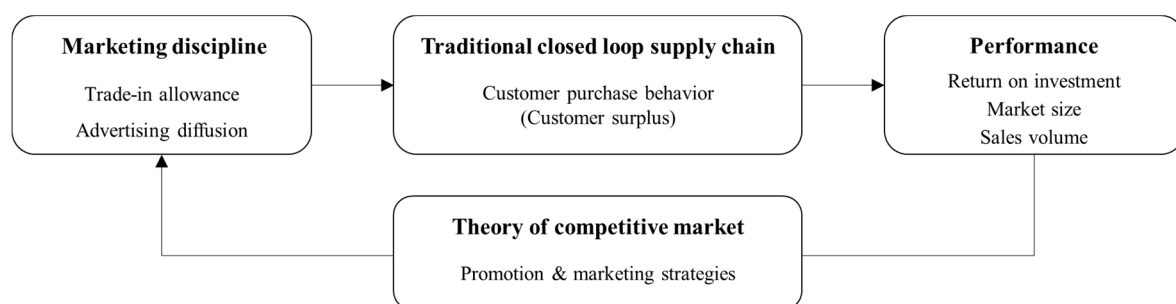 Marketing discipline
Trade-in allowance
Advertising diffusion
Traditional closed loop supply chain
Customer purchase behavior
(Customer surplus)
Performance
Return on investment
Market size
Sales volume
Theory of competitive market
Promotion & marketing strategies